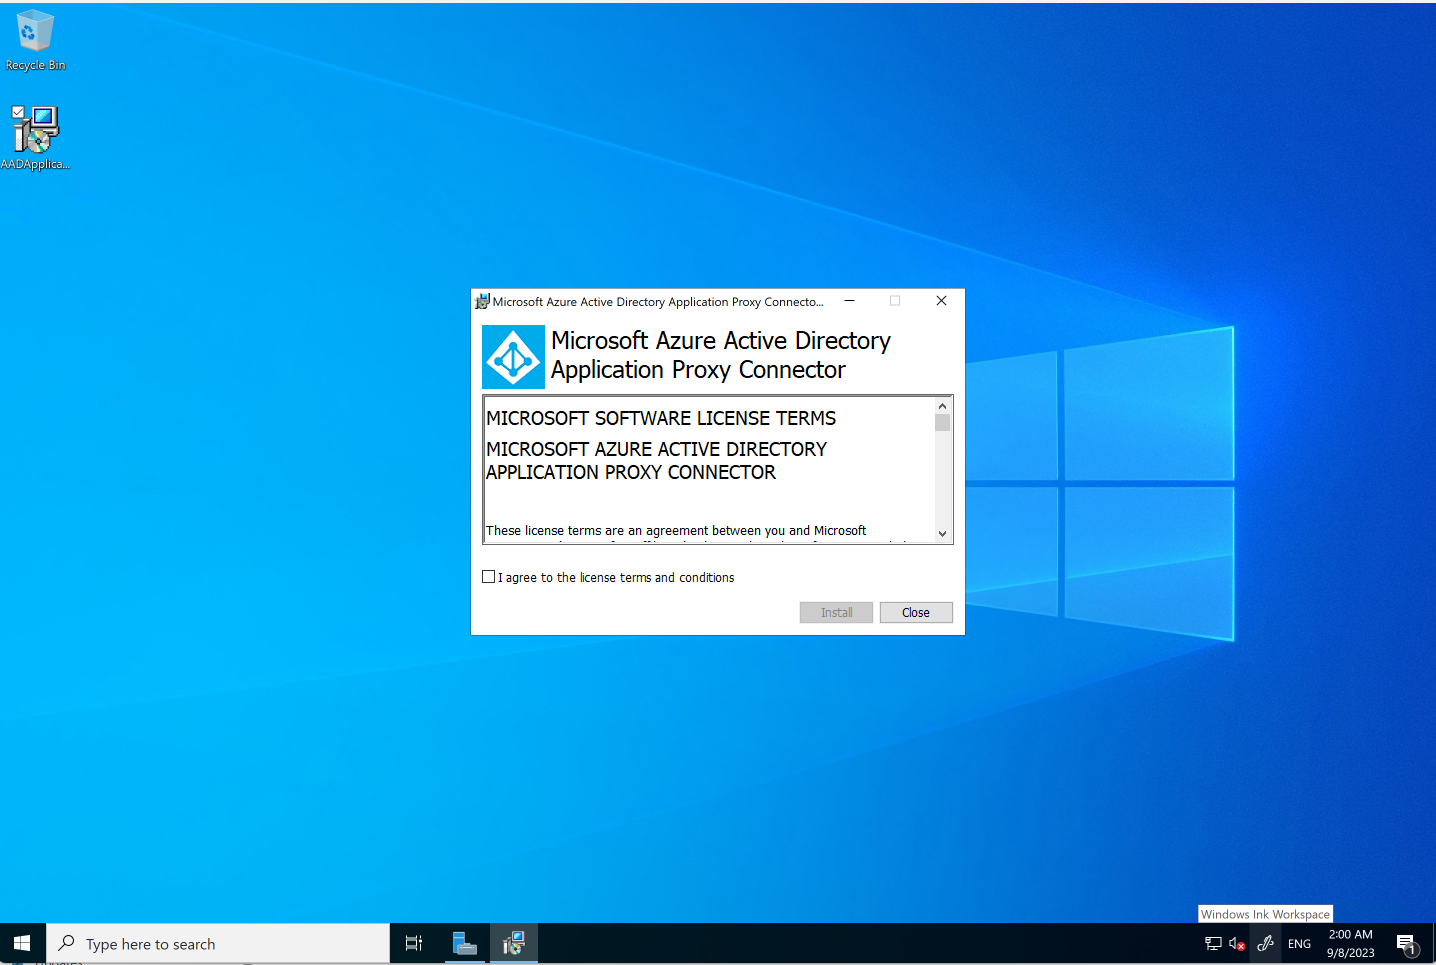 Recycle Bin
AADApplica...
Microsoft Azure Active Directory Application Proxy Connecto...
Microsoft Azure Active Directory
Application Proxy Connector
MICROSOFT SOFTWARE LICENSE TERMS
MICROSOFT AZURE ACTIVE DIRECTORY
APPLICATION PROXY CONNECTOR
These license terms are an agreement between you and Microsoft
I agree to the license terms and conditions
Install
Close
Windows Ink Workspace
Type here to search
ENG
2:00 AM
9/8/2023
1